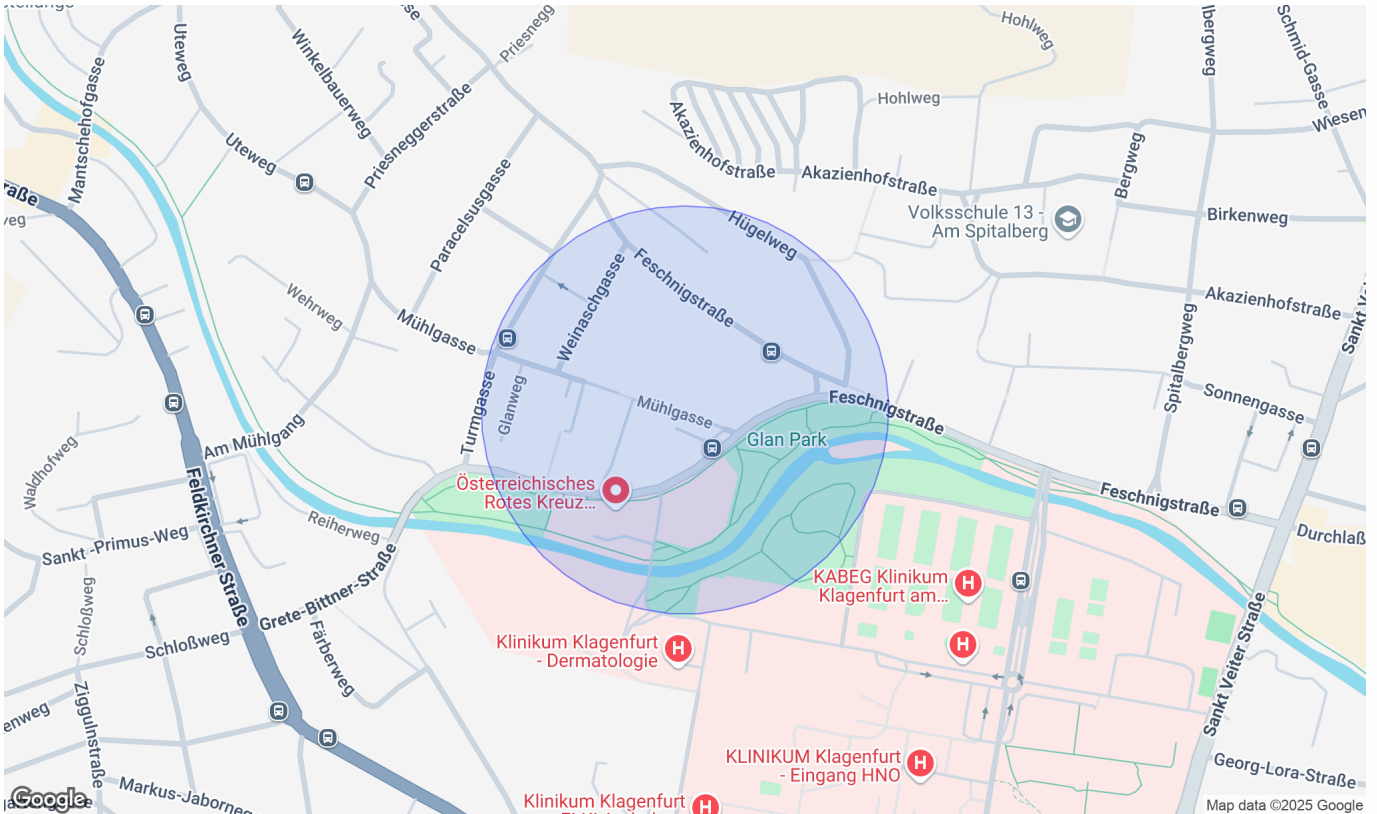 Hohlweg
Priesnegg
Uteweg
Winkelbauerweg
Mantschehofgasse
Schmid-Gasse
lbergweg
Hohlweg
Wiesen
Priesneggerstraße
Akazienhofstraße
Uteweg
Akazienhofstraße
Bergweg
raße
Paracelsusgasse
Volksschule 13 -
Am Spitalberg
Birkenweg
Hügelweg
Feschnigstraße
Weinaschgasse
Wehrweg
Akazienhofstraße
Mühlgasse
Spitalbergweg
Turmgasse
Glanweg
Mühlgasse
Feschnigstraße
Sonnengasse
Glan Park
Am Mühlgang
Waldhofweg
Österreichisches
Rotes Kreuz...
Feschnigstraße
Feldkirchner Straße
Reiherweg
Sankt -Primus-Weg
Durchlaß
KABEG Klinikum
Klagenfurt am...
Grete-Bittner-Straße
Schloßweg
Schloßweg
Färberweg
Klinikum Klagenfurt
- Dermatologie
Sankt Veiter Straße
Ziggulnstraße
enweg
KLINIKUM Klagenfurt
- Eingang HNO
Georg-Lora-Straße
Markus-Jaborneg
Klinikum Klagenfurt
Google
Map data ©2025 Google